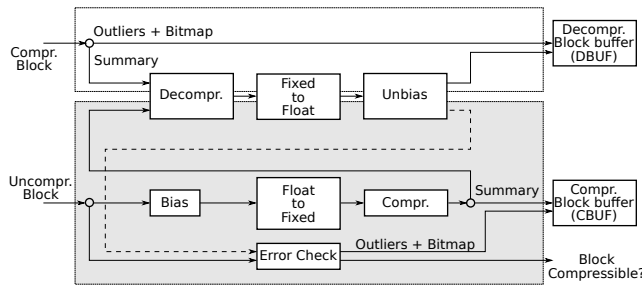 Outliers + Bitmap
Compr.
Block
Summary
Decompr.
Block buffer
(DBUF)
Decompr.
Fixed
to
Float
Unbias
Uncompr.
Block
Bias
Float
to
Fixed
Compr.
Summary
Compr.
Block buffer
(CBUF)
Outliers + Bitmap
Error Check
Block
Compressible?